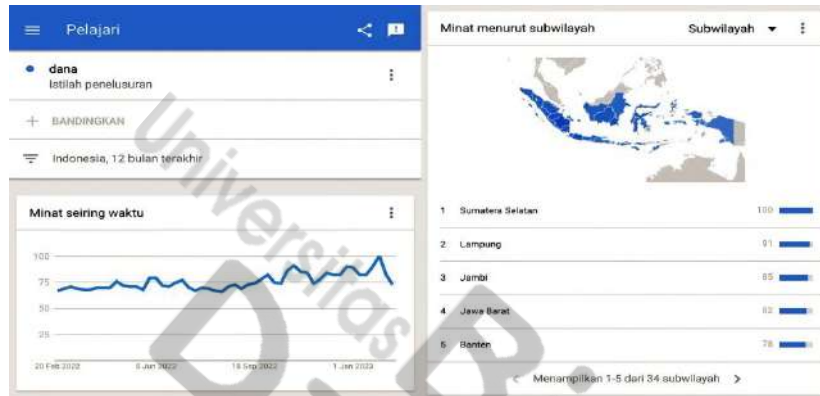 Pelajari
dana
Istilah penelusuran
BANDINGKAN
Indonesia, 12 bulan terakhir
Minat seiring waktu
100
75
50
25
20 Feb 2022
5 Jun 2022
18 Sep 2022
1 Jan 2023
Minat menurut subwilayah
Subwilayah
1 Sumatera Selatan 100
2 Lampung 91
3 Jambi 85
4 Jawa Barat 82
5 Banten 78
Menampilkan 1-5 dari 34 subwilayah
Universitas